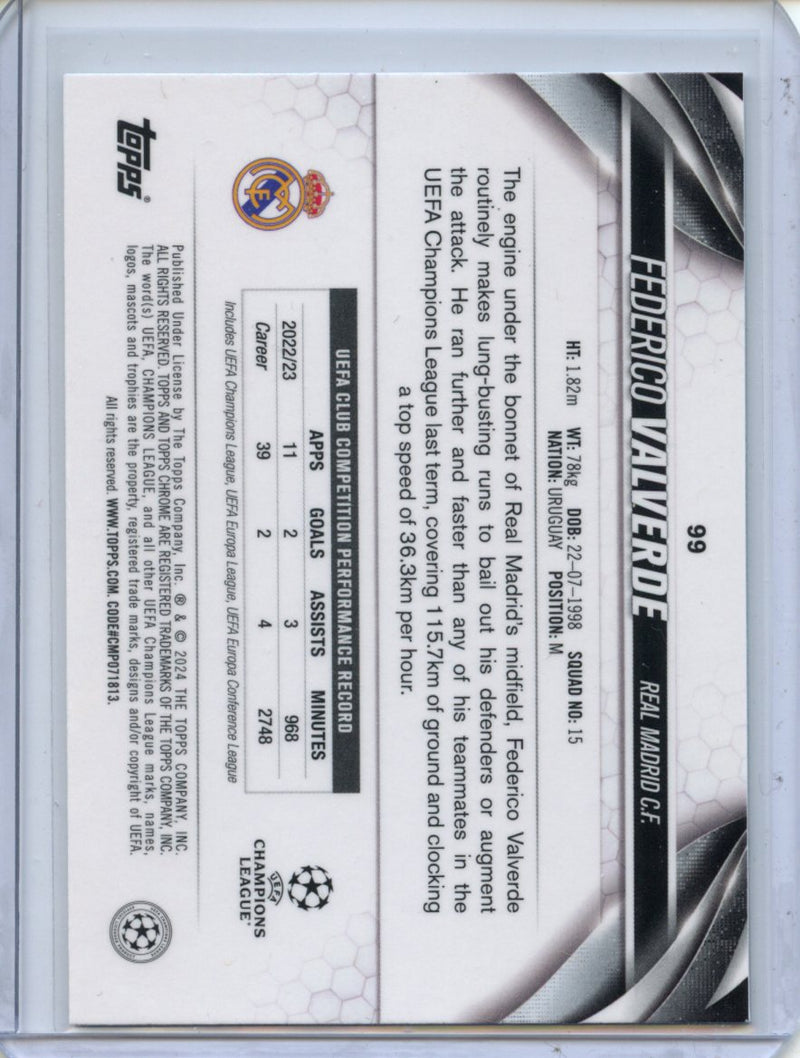 99
FEDERICO VALVERDE REAL MADRID C.F.
HT: 1.82m WT: 78kg DOB: 22-07-1998 SQUAD NO: 15
NATION: URUGUAY POSITION: M
The engine under the bonnet of Real Madrid's midfield, Federico Valverde
routinely makes lung-busting runs to bail out his defenders or augment
the attack. He ran further and faster than any of his teammates in the
UEFA Champions League last term, covering 115.7km of ground and clocking
a top speed of 36.3km per hour.
UEFA CLUB COMPETITION PERFORMANCE RECORD
APPS GOALS ASSISTS MINUTES
2022/23 11 2 3 968
Career 39 2 4 2748
Includes UEFA Champions League, UEFA Europa League, UEFA Europa Conference League
UEFA
CHAMPIONS
LEAGUE
topps®
Published Under License by The Topps Company, Inc. ® & © 2024 THE TOPPS COMPANY, INC.
ALL RIGHTS RESERVED. TOPPS AND TOPPS CHROME ARE REGISTERED TRADEMARKS OF THE TOPPS COMPANY, INC.
The word(s) UEFA, CHAMPIONS LEAGUE, and all other UEFA Champions League marks, names,
logos, mascots and trophies are the property, registered trade marks, designs and/or copyright of UEFA.
All rights reserved. WWW.TOPPS.COM. CODE#CMP071813.